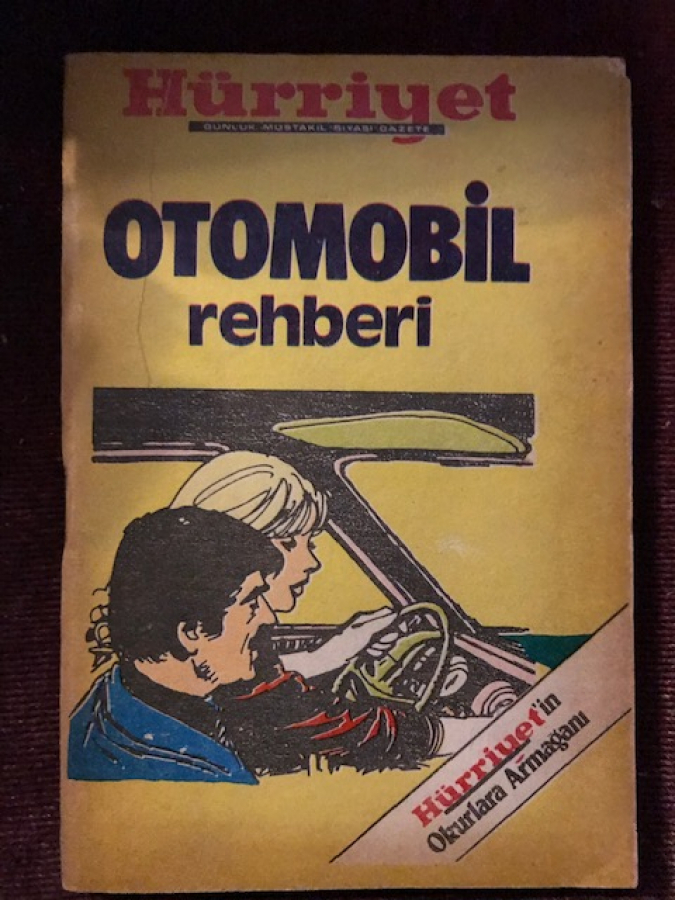 Hürriyet
GÜNLÜK MÜSTAKİL SİYASİ GAZETE
OTOMOBİL
rehberi
Hürriyet'in
Okurlara Armağanı